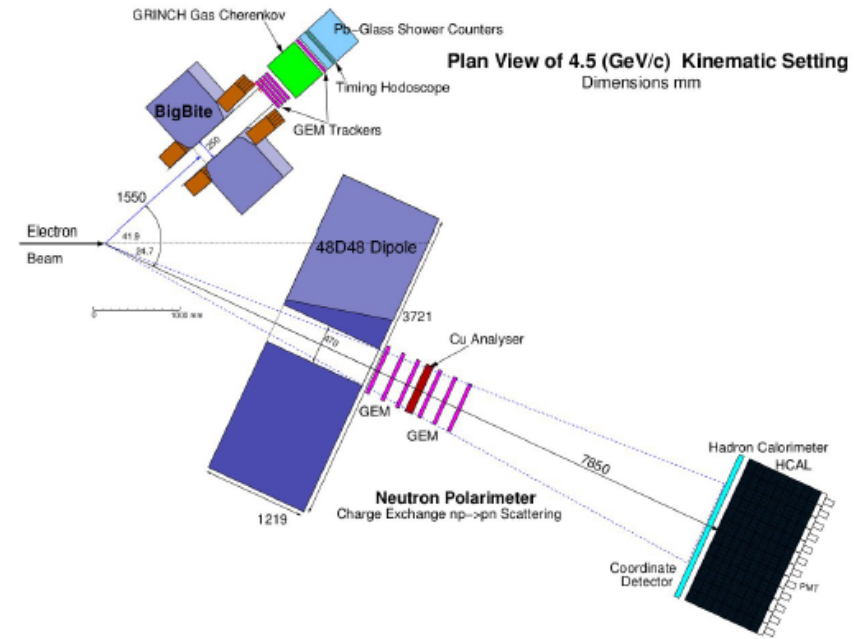 GRINCH Gas Cherenkov
Pb-Glass Shower Counters
Plan View of 4.5 (GeV/c) Kinematic Setting
Dimensions mm
Timing Hodoscope
BigBite
GEM Trackers
250
1550
Electron
Beam
41.9
24.7
48D48 Dipole
0
1000 mm
3721
470
Cu Analyser
GEM
GEM
7850
Hadron Calorimeter
HCAL
Neutron Polarimeter
Charge Exchange np->pn Scattering
1219
Coordinate
Detector
PMT